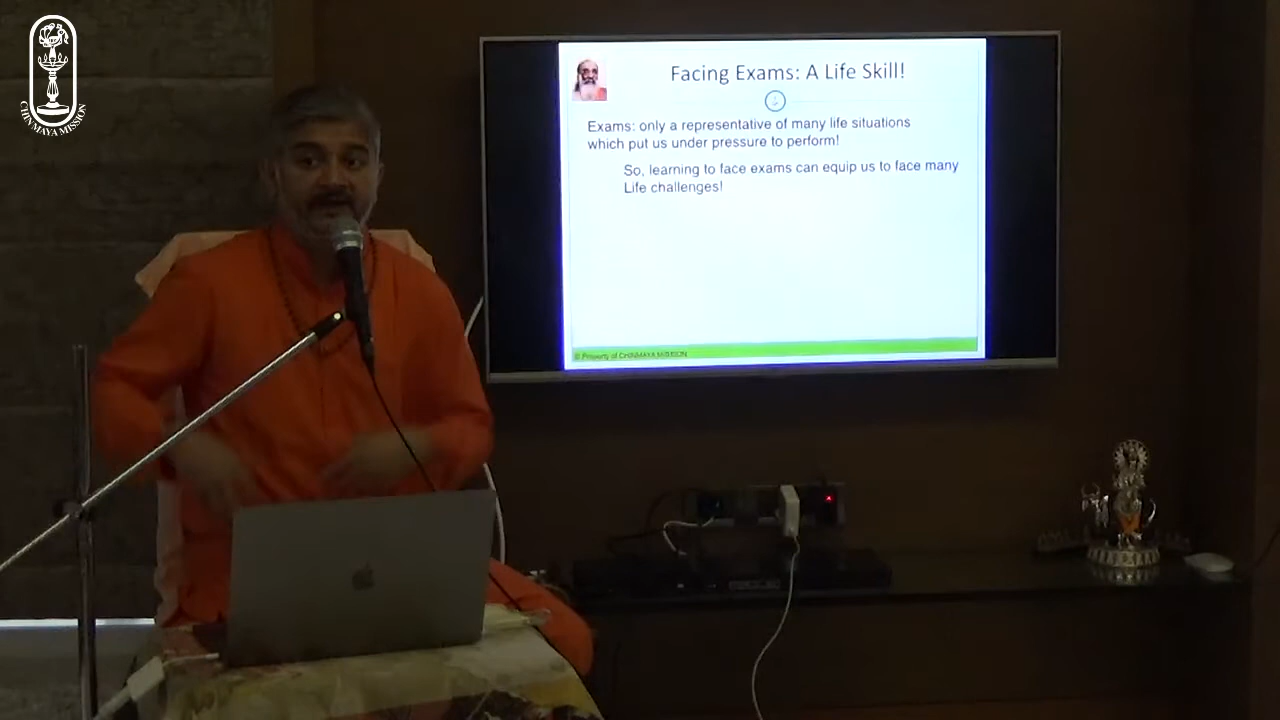 CHINMAYA MISSION
Facing Exams: A Life Skill!
Exams: only a representative of many life situations
which put us under pressure to perform!
So, learning to face exams can equip us to face many
Life challenges!
© Property of CHINMAYA MISSION